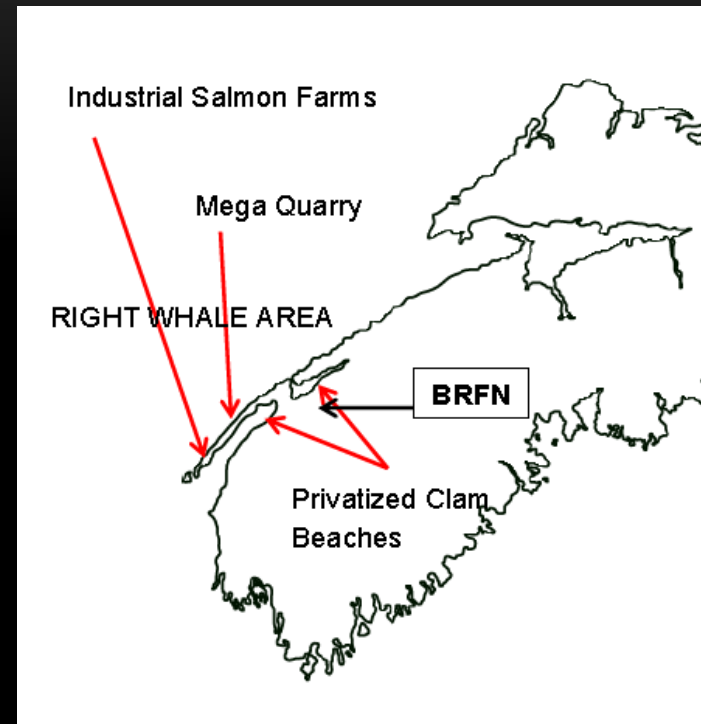 Industrial Salmon Farms
Mega Quarry
RIGHT WHALE AREA
BRFN
Privatized Clam
Beaches